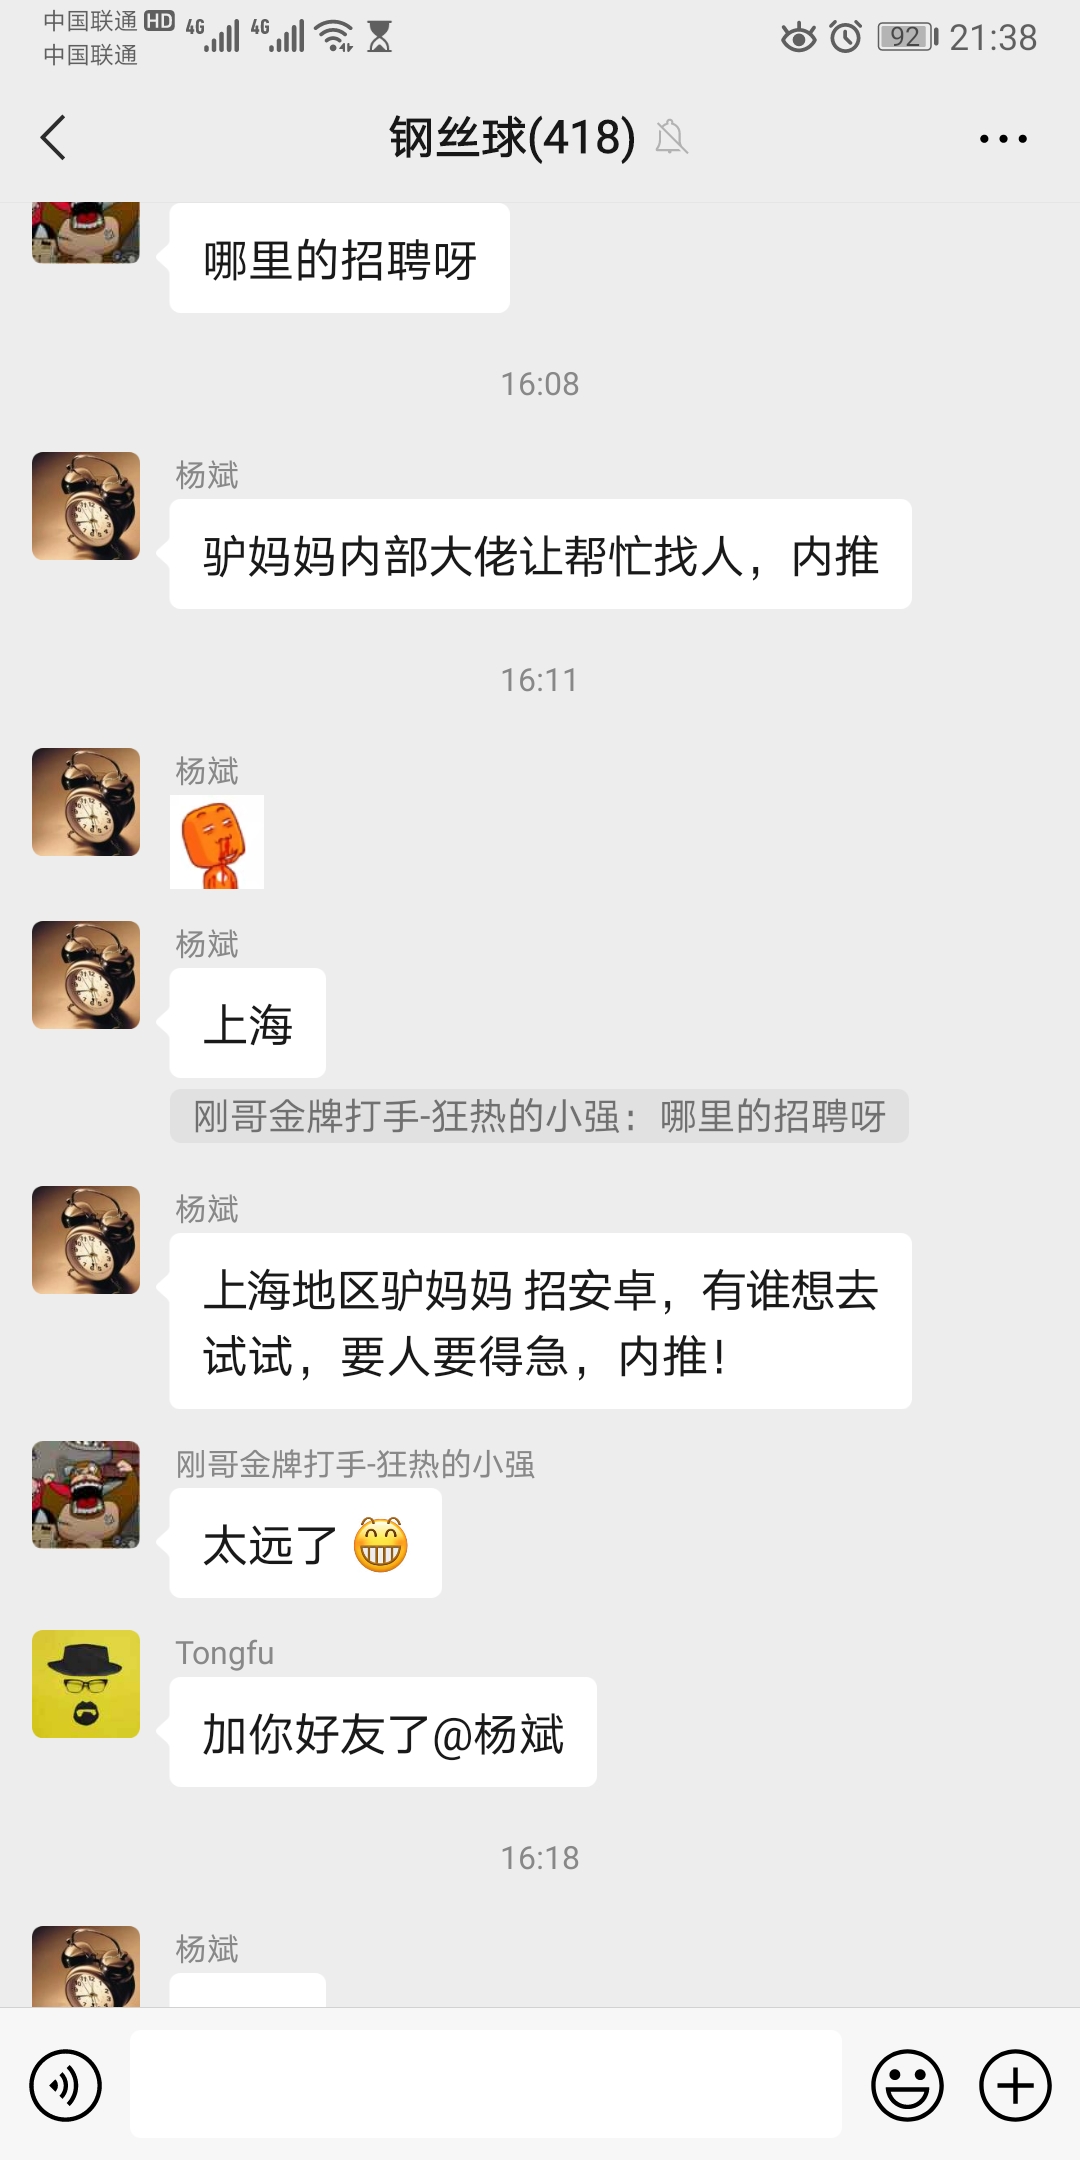 中国联通 HD 4G 4G 92 21:38
中国联通
钢丝球(418)
哪里的招聘呀
16:08
杨斌
驴妈妈内部大佬让帮忙找人，内推
16:11
杨斌
杨斌
上海
刚哥金牌打手-狂热的小强：哪里的招聘呀
杨斌
上海地区驴妈妈 招安卓，有谁想去
试试，要人要得急，内推！
刚哥金牌打手-狂热的小强
太远了
Tongfu
加你好友了@杨斌
16:18
杨斌